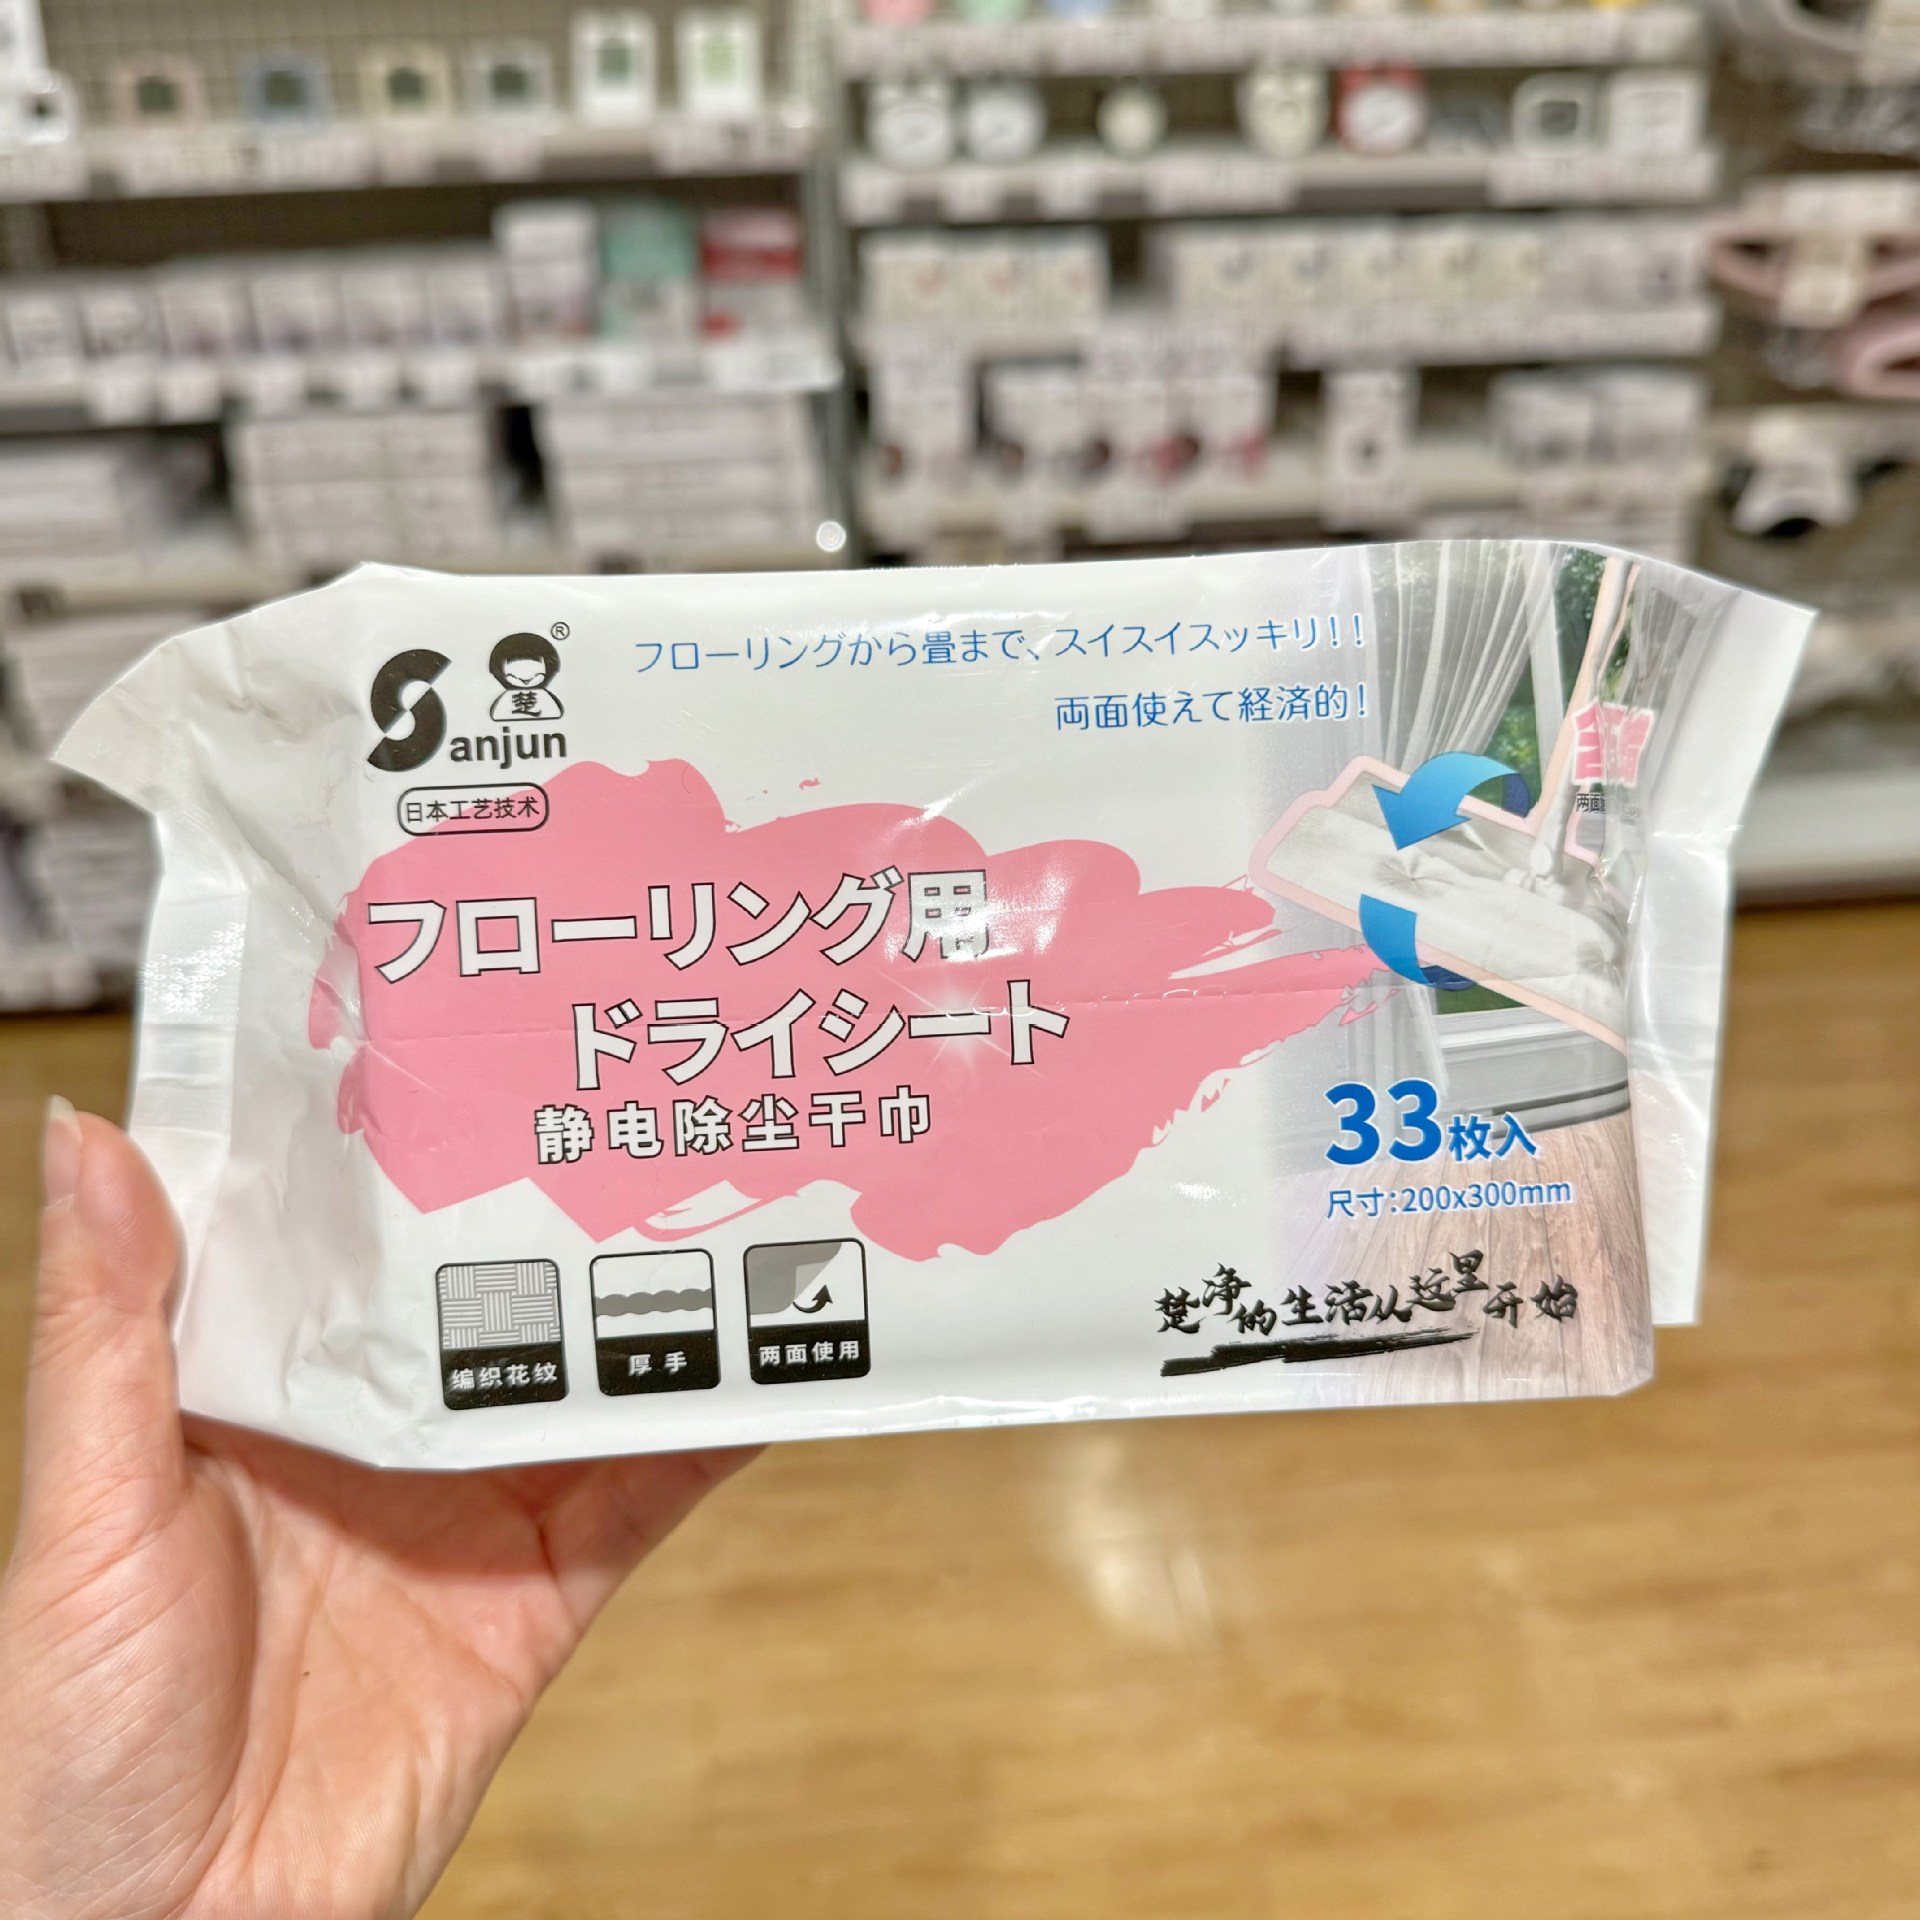 Sanjun
®
楚
日本工艺技术
フローリングから畳まで、スイスイスッキリ!!
両面使えて経済的!
フローリング用
ドライシート
静电除尘干巾
33枚入
尺寸:200x300mm
编织花纹
厚手
两面使用
楚净的生活从这里开始
两面